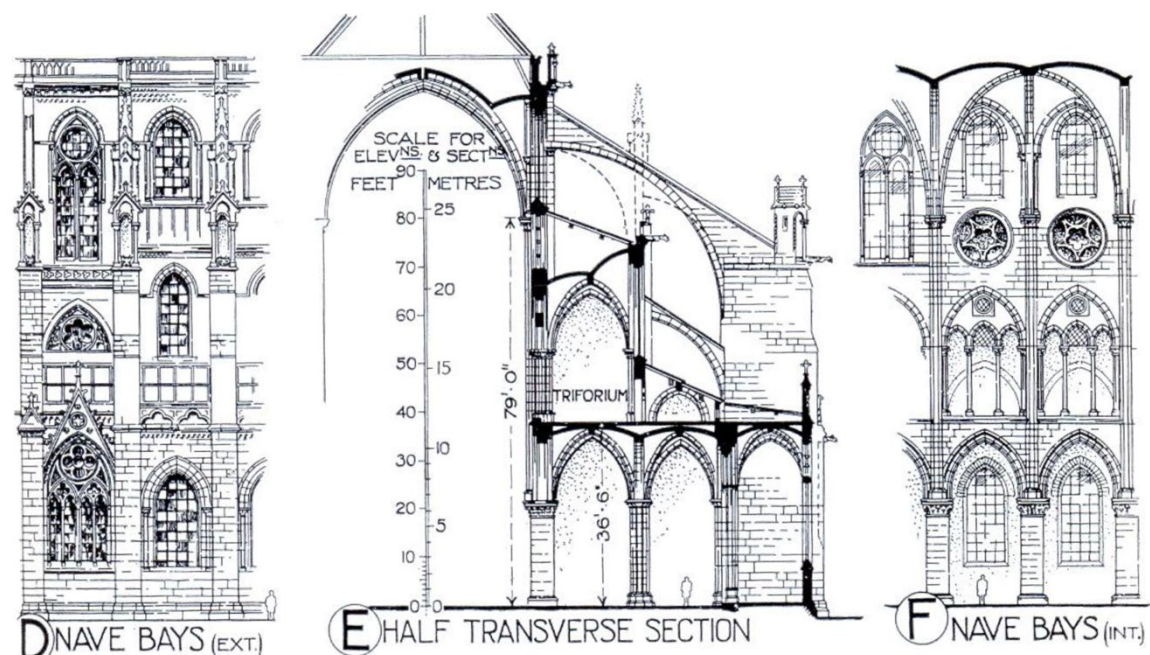 SCALE FOR
ELEVNS. & SECTNS.
FEET METRES
90
80
70
60
50
40
30
20
10
0
25
20
15
10
5
0
79'. 0"
TRIFORIUM
36'. 6"
D NAVE BAYS (EXT.)
E HALF TRANSVERSE SECTION
F NAVE BAYS (INT.)